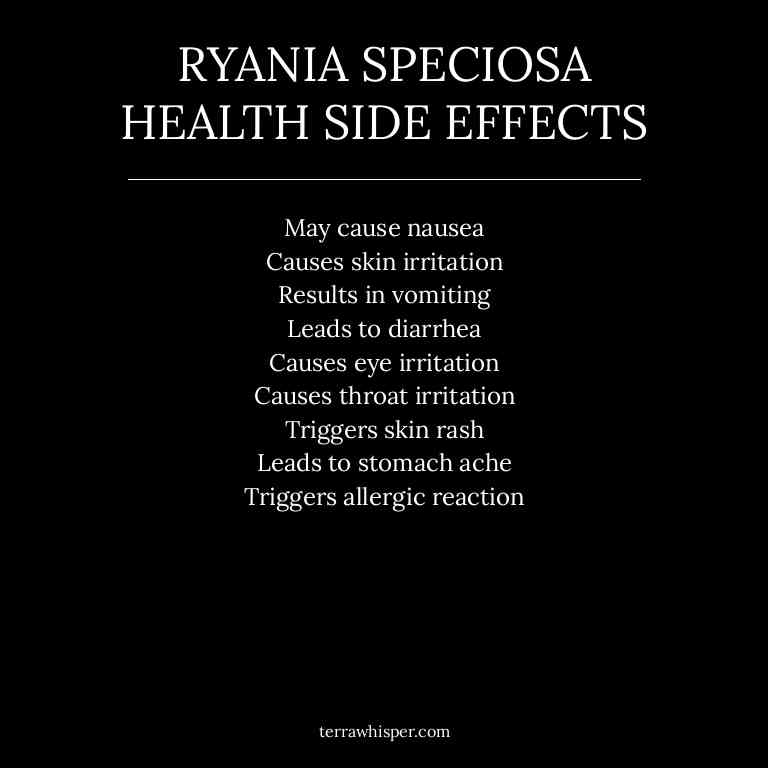 RYANIA SPECIOSA
HEALTH SIDE EFFECTS
May cause nausea
Causes skin irritation
Results in vomiting
Leads to diarrhea
Causes eye irritation
Causes throat irritation
Triggers skin rash
Leads to stomach ache
Triggers allergic reaction
terrawhisper.com